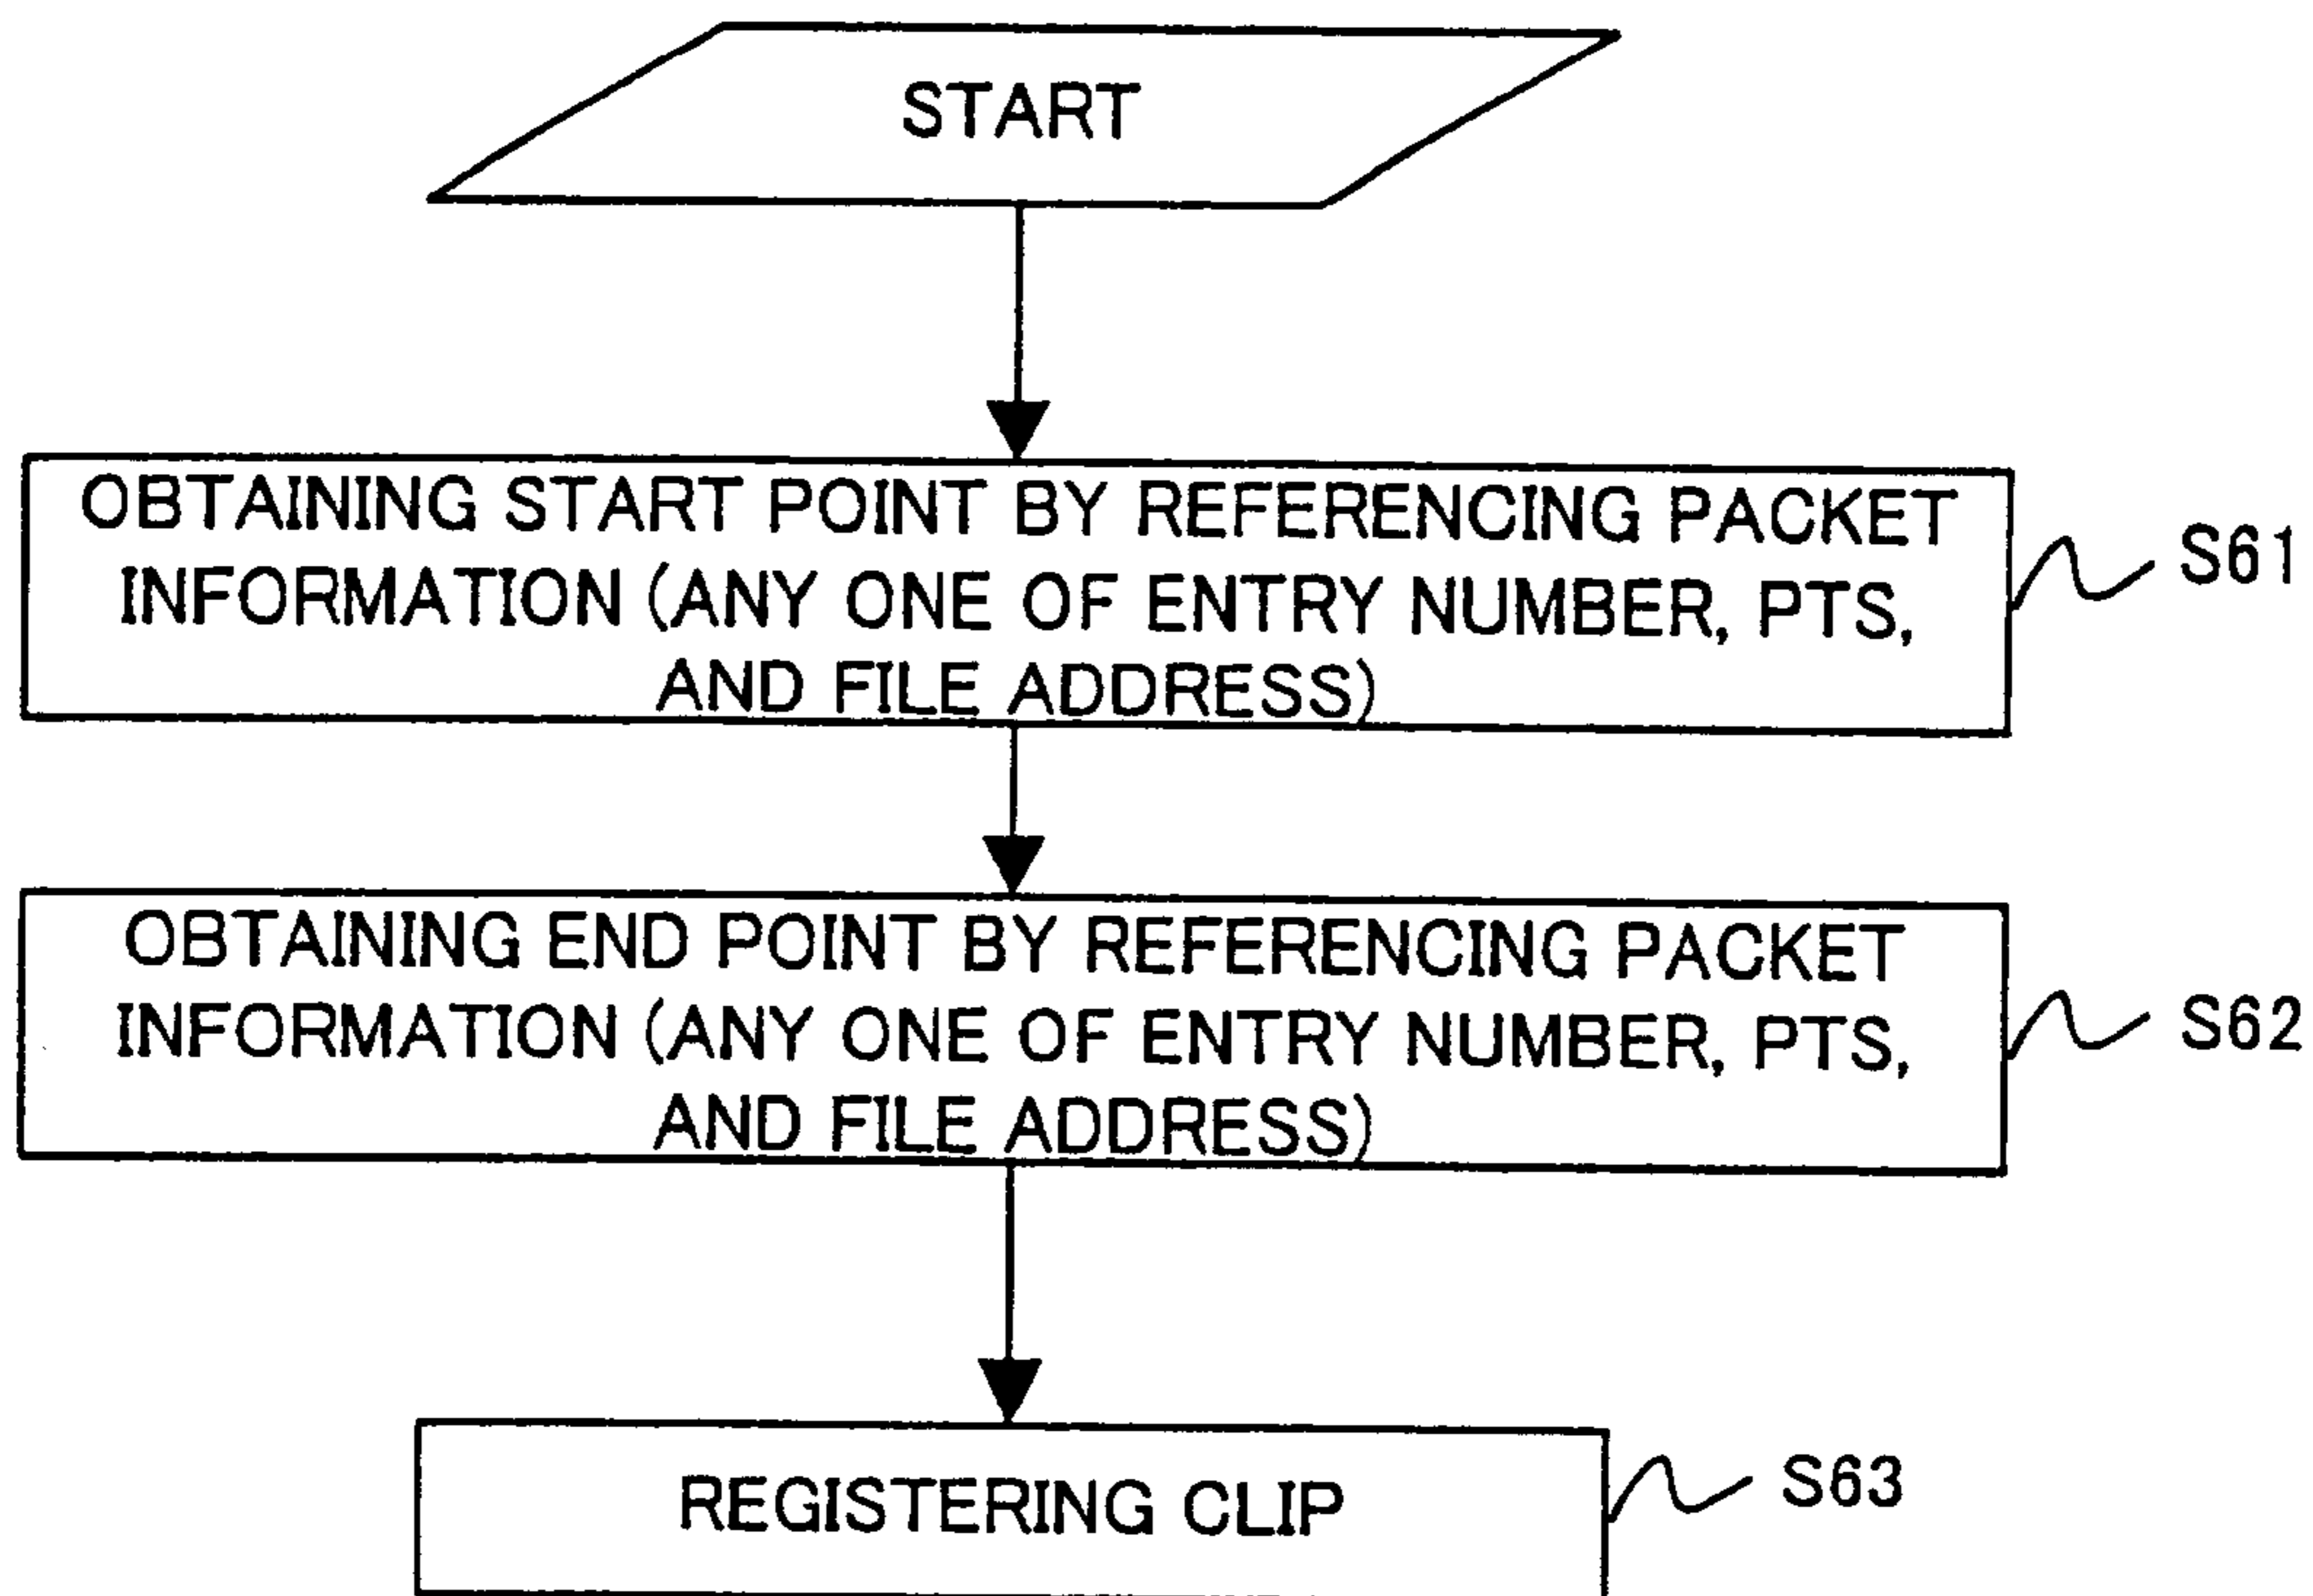 START
OBTAINING START POINT BY REFERENCING PACKET
INFORMATION (ANY ONE OF ENTRY NUMBER, PTS,
AND FILE ADDRESS)
S61
OBTAINING END POINT BY REFERENCING PACKET
INFORMATION (ANY ONE OF ENTRY NUMBER, PTS,
AND FILE ADDRESS)
S62
REGISTERING CLIP
S63